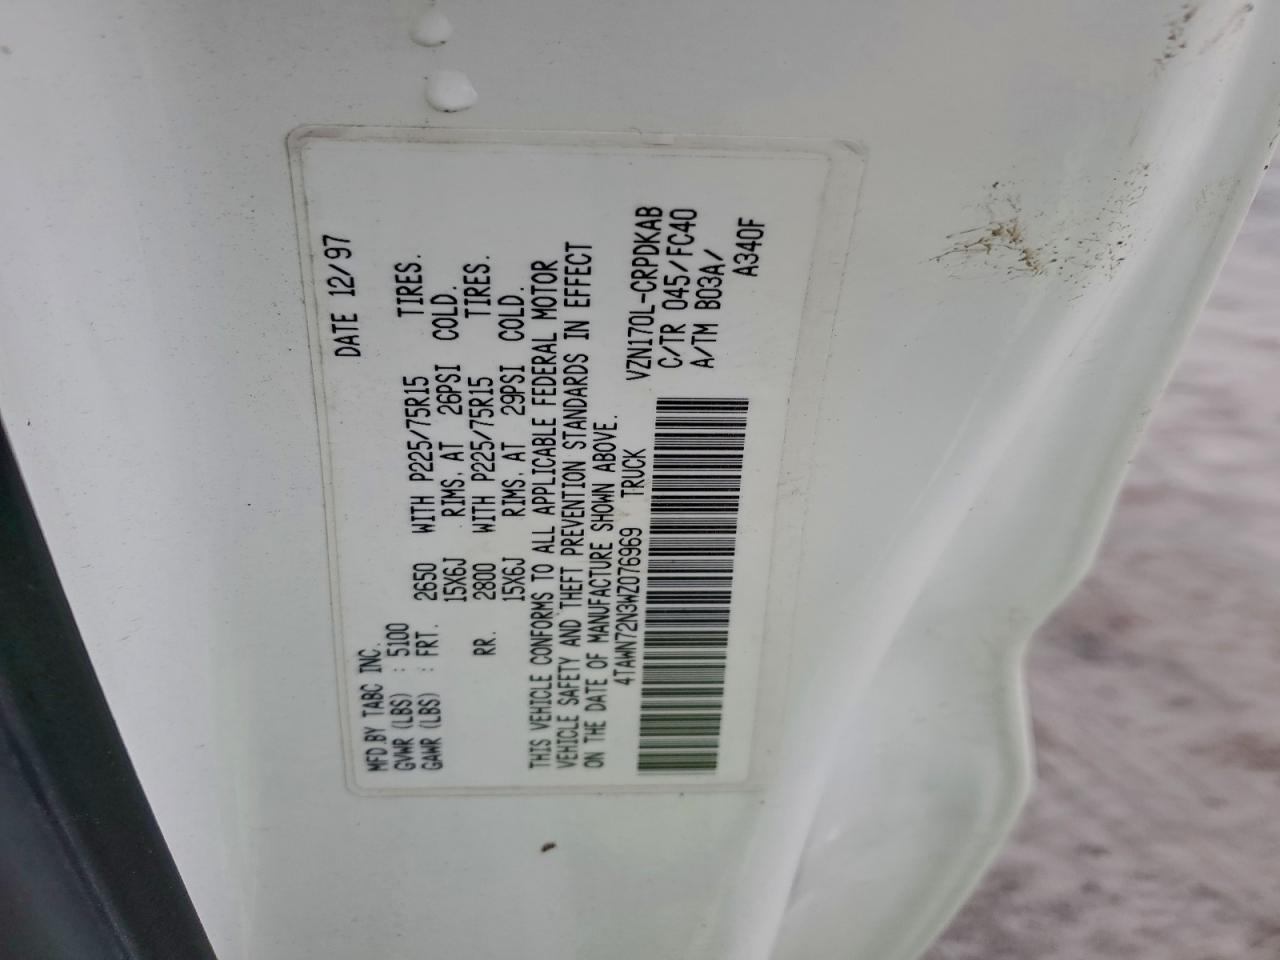 DATE 12/97
MFD.BY TABC INC.
GVWR (LBS) : 5100
GAWR (LBS) : FRT. 2650 WITH P225/75R15 TIRES.
15X6J RIMS, AT 26PSI COLD.
RR. 2800 WITH P225/75R15 TIRES.
15X6J RIMS, AT 29PSI COLD.
THIS VEHICLE CONFORMS TO ALL APPLICABLE FEDERAL MOTOR
VEHICLE SAFETY AND THEFT PREVENTION STANDARDS IN EFFECT
ON THE DATE OF MANUFACTURE SHOWN ABOVE.
4TAWN72N3WZ076969 TRUCK
VZN170L-CRPDKAB
C/TR 045/FC40
A/TM B03A/
A340F